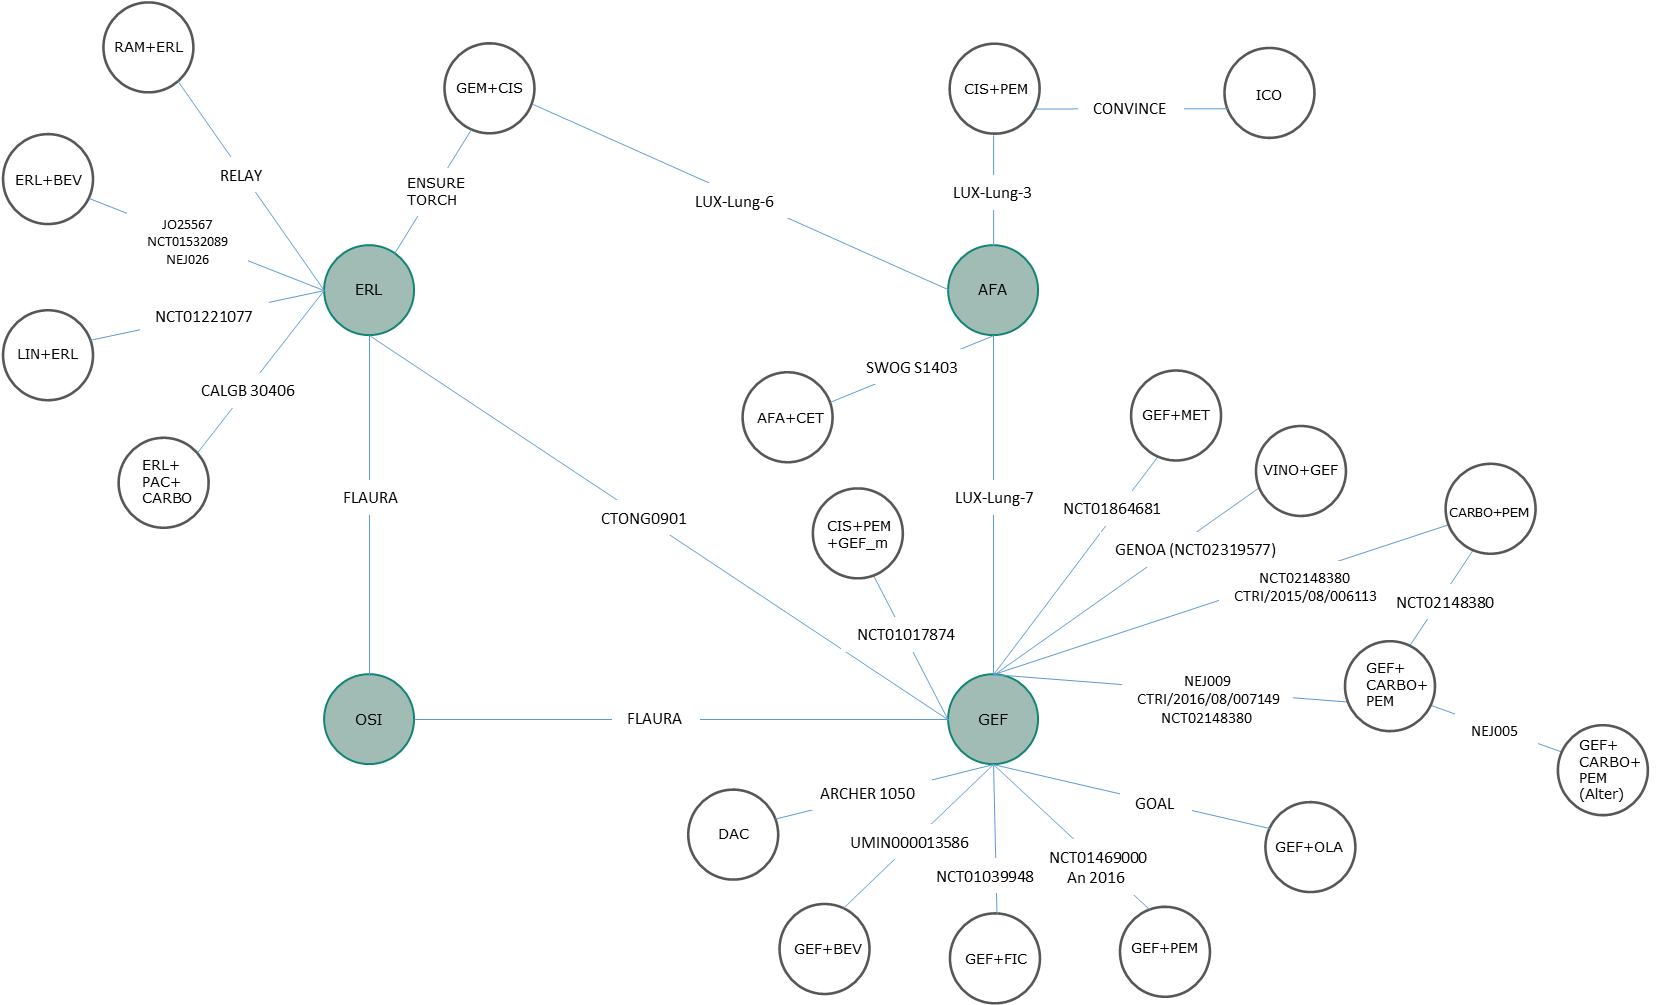 RAM+ERL
GEM+CIS
CIS+PEM
ICO
CONVINCE
ERL+BEV
RELAY
ENSURE
TORCH
LUX-Lung-6
LUX-Lung-3
JO25567
NCT01532089
NEJ026
ERL
AFA
NCT01221077
LIN+ERL
CALGB 30406
SWOG S1403
AFA+CET
GEF+MET
ERL+
PAC+
CARBO
FLAURA
CTONG0901
LUX-Lung-7
NCT01864681
VINO+GEF
CARBO+PEM
CIS+PEM
+GEF_m
GENOA (NCT02319577)
NCT02148380
CTRI/2015/08/006113
NCT02148380
NCT01017874
GEF+
CARBO+
PEM
NEJ009
CTRI/2016/08/007149
NCT02148380
OSI
FLAURA
GEF
NEJ005
GEF+
CARBO+
PEM
(Alter)
ARCHER 1050
GOAL
DAC
UMIN000013586
NCT01039948
NCT01469000
An 2016
GEF+OLA
GEF+BEV
GEF+FIC
GEF+PEM